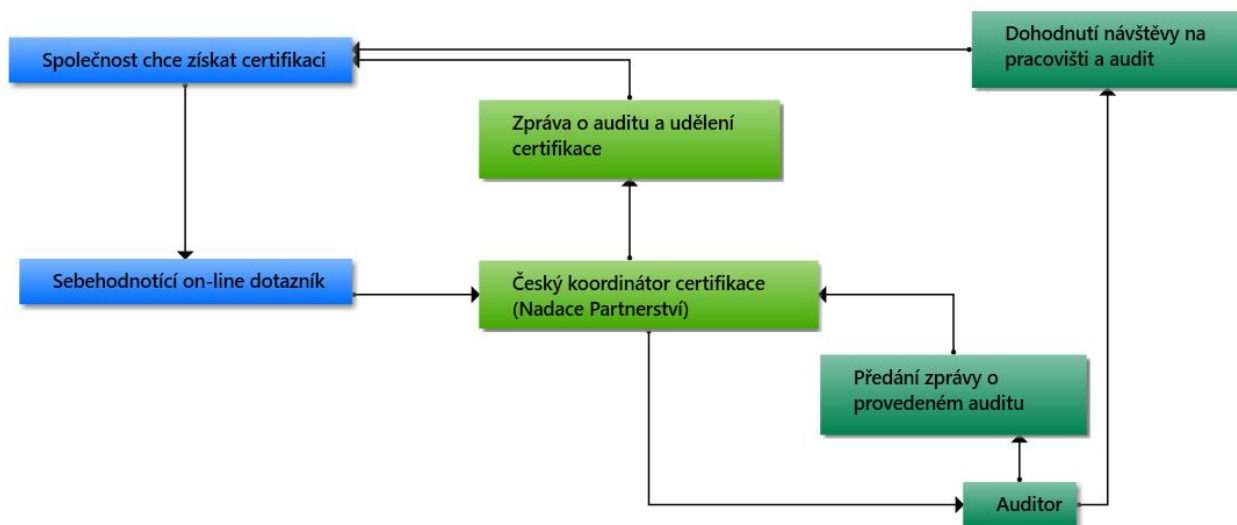 Společnost chce získat certifikaci
Dohodnutí návštěvy na
pracovišti a audit
Zpráva o auditu a udělení
certifikace
Sebehodnotící on-line dotazník
Český koordinátor certifikace
(Nadace Partnerství)
Předání zprávy o
provedeném auditu
Auditor